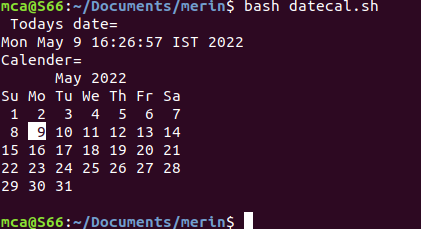 mca@S66:~/Documents/merin$ bash datecal.sh
 Todays date=
Mon May 9 16:26:57 IST 2022
Calender=
      May 2022
Su Mo Tu We Th Fr Sa
 1  2  3  4  5  6  7
 8  9 10 11 12 13 14
15 16 17 18 19 20 21
22 23 24 25 26 27 28
29 30 31
mca@S66:~/Documents/merin$